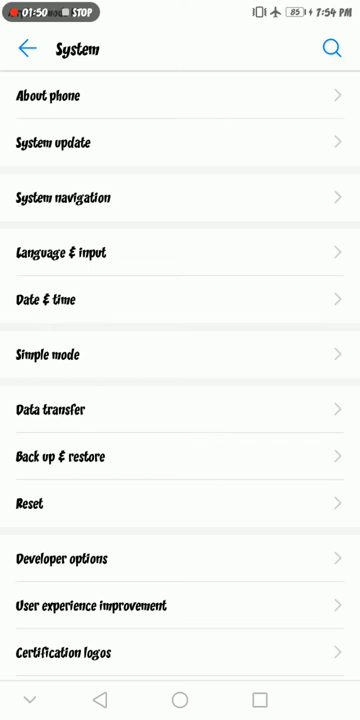 01:50 STOP 85 7:54 PM
System
About phone
System update
System navigation
Language & input
Date & time
Simple mode
Data transfer
Back up & restore
Reset
Developer options
User experience improvement
Certification logos